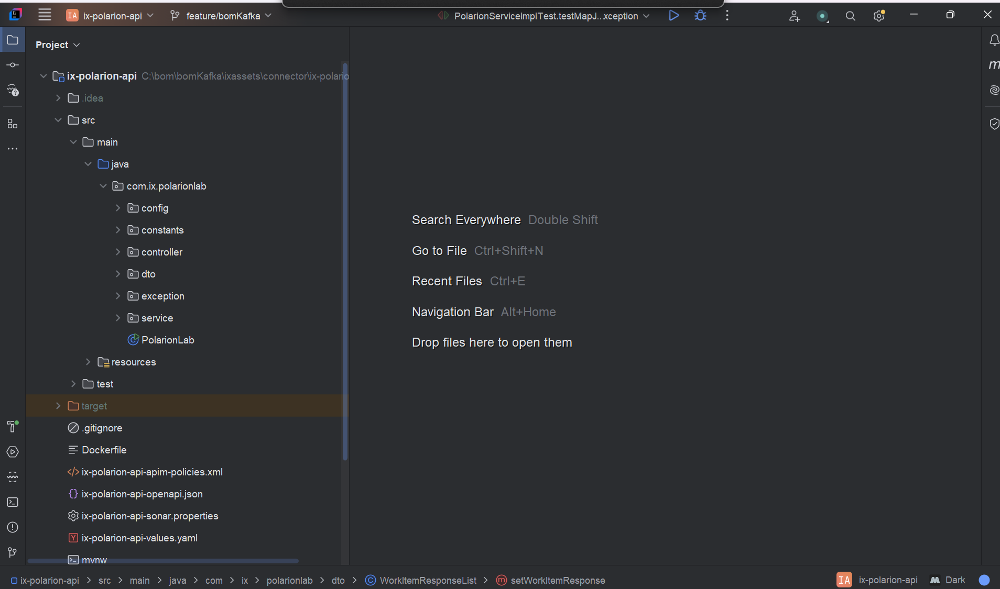 IA ix-polarion-api feature/bomKafka PolarionServiceImplTest.testMapJ...xception
Project
ix-polarion-api C:\bom\bomKafka\ixassets\connector\ix-polario
.idea
src
main
java
com.ix.polarionlab
config
constants
controller
dto
exception
service
PolarionLab
resources
test
target
.gitignore
Dockerfile
ix-polarion-api-apim-policies.xml
ix-polarion-api-openapi.json
ix-polarion-api-sonar.properties
ix-polarion-api-values.yaml
mvnw
Search Everywhere Double Shift
Go to File Ctrl+Shift+N
Recent Files Ctrl+E
Navigation Bar Alt+Home
Drop files here to open them
ix-polarion-api > src > main > java > com > ix > polarionlab > dto > WorkItemResponseList > setWorkItemResponse IA ix-polarion-api Dark